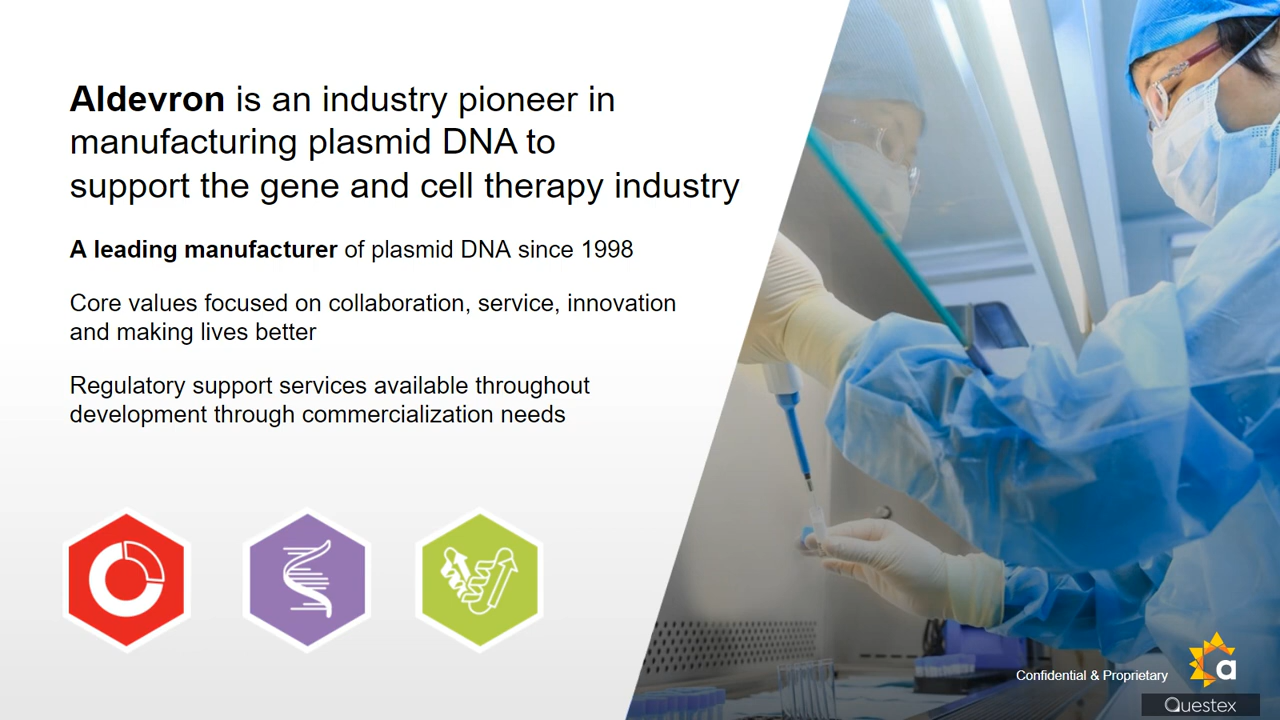 Aldevron is an industry pioneer in
manufacturing plasmid DNA to
support the gene and cell therapy industry
A leading manufacturer of plasmid DNA since 1998
Core values focused on collaboration, service, innovation
and making lives better
Regulatory support services available throughout
development through commercialization needs
Confidential & Proprietary
a
Questex